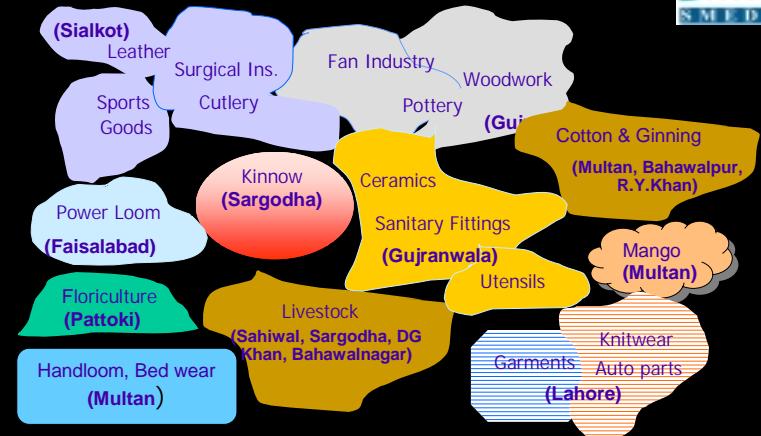 SMED
(Sialkot)
Leather
Surgical Ins.
Sports
Goods
Cutlery
Fan Industry
Woodwork
Pottery
(Guj
Cotton & Ginning
(Multan, Bahawalpur,
R.Y.Khan)
Kinnow
(Sargodha)
Ceramics
Sanitary Fittings
(Gujranwala)
Utensils
Power Loom
(Faisalabad)
Mango
(Multan)
Floriculture
(Pattoki)
Livestock
(Sahiwal, Sargodha, DG
Khan, Bahawalnagar)
Handloom, Bed wear
(Multan)
Knitwear
Garments
Auto parts
(Lahore)